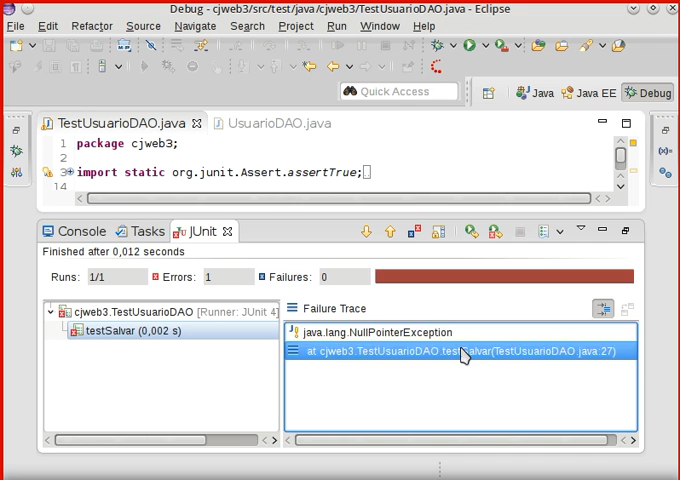 Debug - cjweb3/src/test/java/cjweb3/TestUsuarioDAO.java - Eclipse
File Edit Refactor Source Navigate Search Project Run Window Help
Quick Access
Java
Java EE
Debug
TestUsuarioDAO.java
UsuarioDAO.java
1 package cjweb3;
2
3 import static org.junit.Assert.assertTrue;
14
Console Tasks JUnit
Finished after 0,012 seconds
Runs: 1/1 Errors: 1 Failures: 0
cjweb3.TestUsuarioDAO [Runner: JUnit 4]
testSalvar (0,002 s)
Failure Trace
java.lang.NullPointerException
at cjweb3.TestUsuarioDAO.testSalvar(TestUsuarioDAO.java:27)